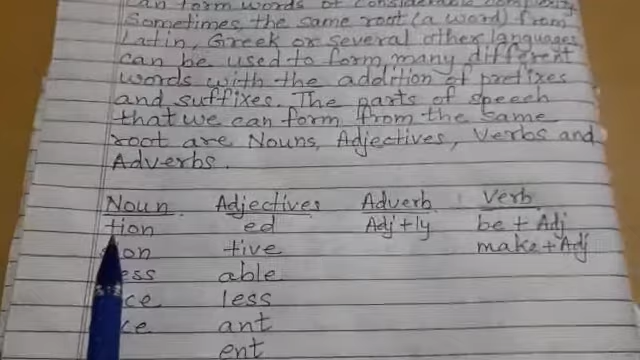 can form words of considerable
Sometimes the same root (a word) from
Latin, Greek or several other languages
can be used to form many different
words with the addition of prefixes
and suffixes. The parts of speech
that we can form from the same
root are Nouns, Adjectives, Verbs and
Adverbs.
Noun Adjectives Adverb Verb
tion ed Adj+ly be + Adj
ion tive make + Adj
ess able
ce less
ce ant
ent